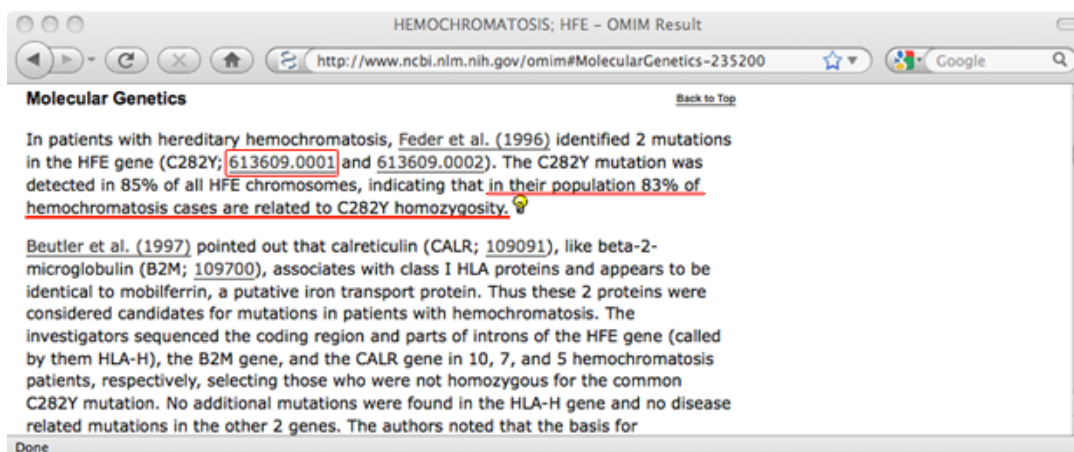 HEMOCHROMATOSIS; HFE – OMIM Result
http://www.ncbi.nlm.nih.gov/omim#MolecularGenetics-235200
Google
Molecular Genetics
Back to Top
In patients with hereditary hemochromatosis, Feder et al. (1996) identified 2 mutations
in the HFE gene (C282Y; 613609.0001 and 613609.0002). The C282Y mutation was
detected in 85% of all HFE chromosomes, indicating that in their population 83% of
hemochromatosis cases are related to C282Y homozygosity.
Beutler et al. (1997) pointed out that calreticulin (CALR; 109091), like beta-2-
microglobulin (B2M; 109700), associates with class I HLA proteins and appears to be
identical to mobilferrin, a putative iron transport protein. Thus these 2 proteins were
considered candidates for mutations in patients with hemochromatosis. The
investigators sequenced the coding region and parts of introns of the HFE gene (called
by them HLA-H), the B2M gene, and the CALR gene in 10, 7, and 5 hemochromatosis
patients, respectively, selecting those who were not homozygous for the common
C282Y mutation. No additional mutations were found in the HLA-H gene and no disease
related mutations in the other 2 genes. The authors noted that the basis for
Done